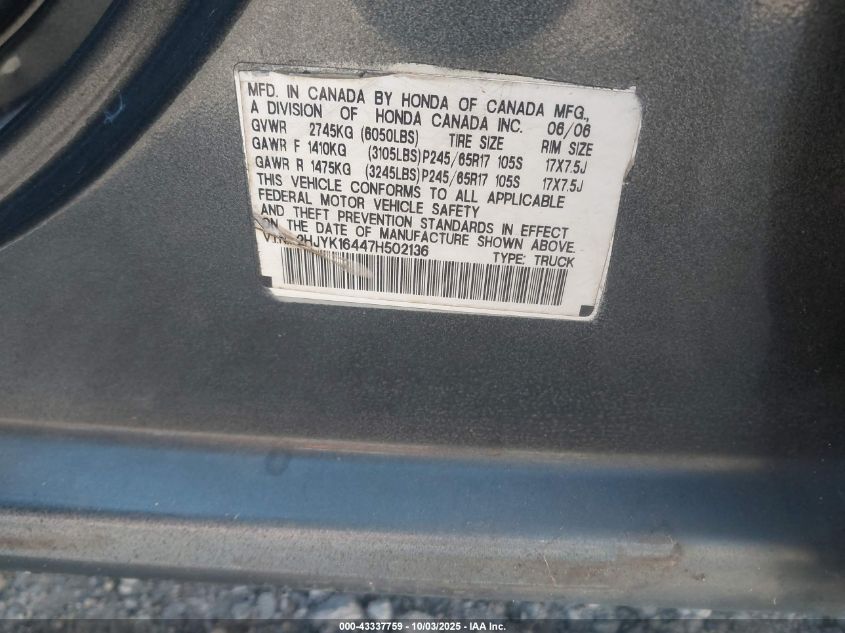 MFD. IN CANADA BY HONDA OF CANADA MFG.,
A DIVISION OF HONDA CANADA INC. 06/06
GVWR 2745KG (6050LBS) TIRE SIZE RIM SIZE
GAWR F 1410KG (3105LBS) P245/65R17 105S 17X7.5J
GAWR R 1475KG (3245LBS) P245/65R17 105S 17X7.5J
THIS VEHICLE CONFORMS TO ALL APPLICABLE
FEDERAL MOTOR VEHICLE SAFETY
AND THEFT PREVENTION STANDARDS IN EFFECT
ON THE DATE OF MANUFACTURE SHOWN ABOVE.
V.I.N. 2HJYK16447H502136 TYPE: TRUCK
000-43337759 - 10/03/2025 - IAA Inc.